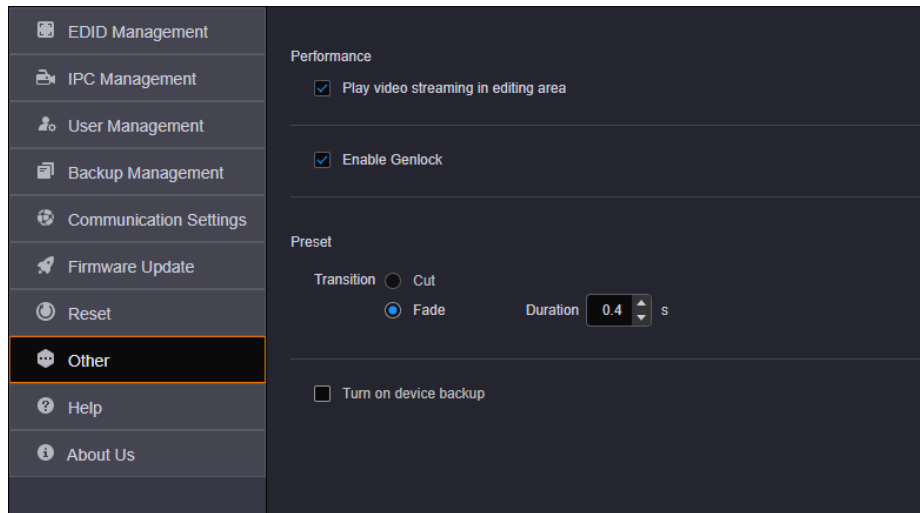 EDID Management
IPC Management
User Management
Backup Management
Communication Settings
Firmware Update
Reset
Other
Help
About Us
Performance
Play video streaming in editing area
Enable Genlock
Preset
Transition Cut
Fade Duration 0.4 s
Turn on device backup